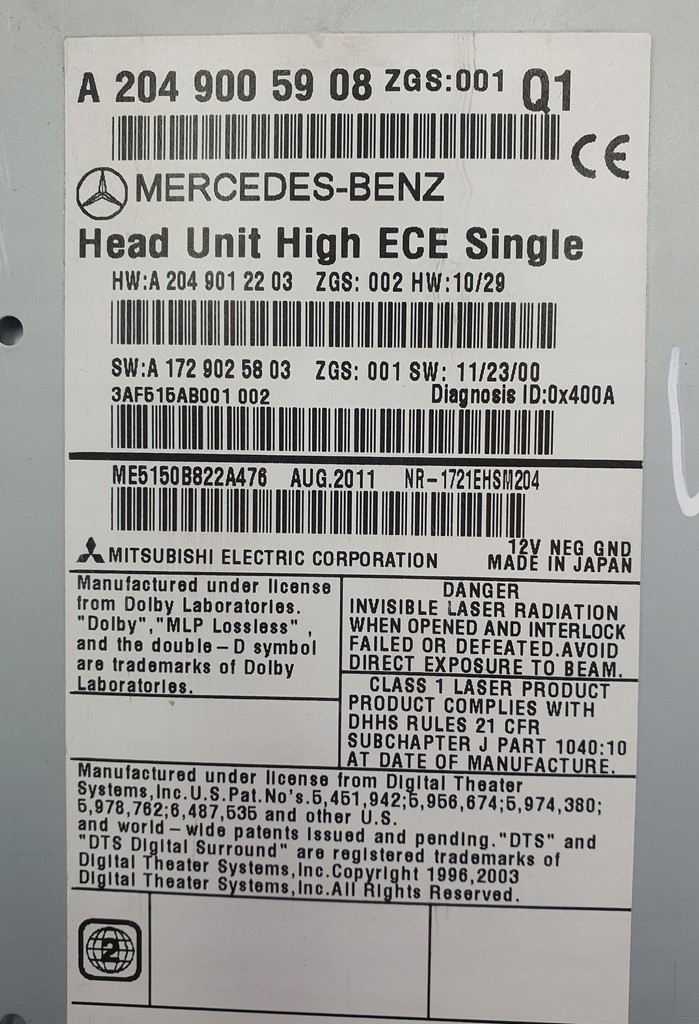 A 204 900 59 08 ZGS:001 Q1
CE
MERCEDES-BENZ
Head Unit High ECE Single
HW:A 204 901 22 03 ZGS: 002 HW:10/29
SW:A 172 902 58 03 ZGS: 001 SW: 11/23/00
3AF515AB001 002 Diagnosis ID:0x400A
ME5150B822A476 AUG.2011 NR-1721EHSM204
MITSUBISHI ELECTRIC CORPORATION
12V NEG GND
MADE IN JAPAN
Manufactured under license
from Dolby Laboratories.
"Dolby","MLP Lossless",
and the double-D symbol
are trademarks of Dolby
Laboratories.
DANGER
INVISIBLE LASER RADIATION
WHEN OPENED AND INTERLOCK
FAILED OR DEFEATED.AVOID
DIRECT EXPOSURE TO BEAM.
CLASS 1 LASER PRODUCT
PRODUCT COMPLIES WITH
DHHS RULES 21 CFR
SUBCHAPTER J PART 1040:10
AT DATE OF MANUFACTURE.
Manufactured under license from Digital Theater
Systems,Inc.U.S.Pat.No's.5,451,942;5,956,674;5,974,380;
5,978,762;6,487,535 and other U.S.
and world-wide patents issued and pending."DTS" and
"DTS Digital Surround" are registered trademarks of
Digital Theater Systems,Inc.Copyright 1996,2003
Digital Theater Systems,Inc.All Rights Reserved.
2